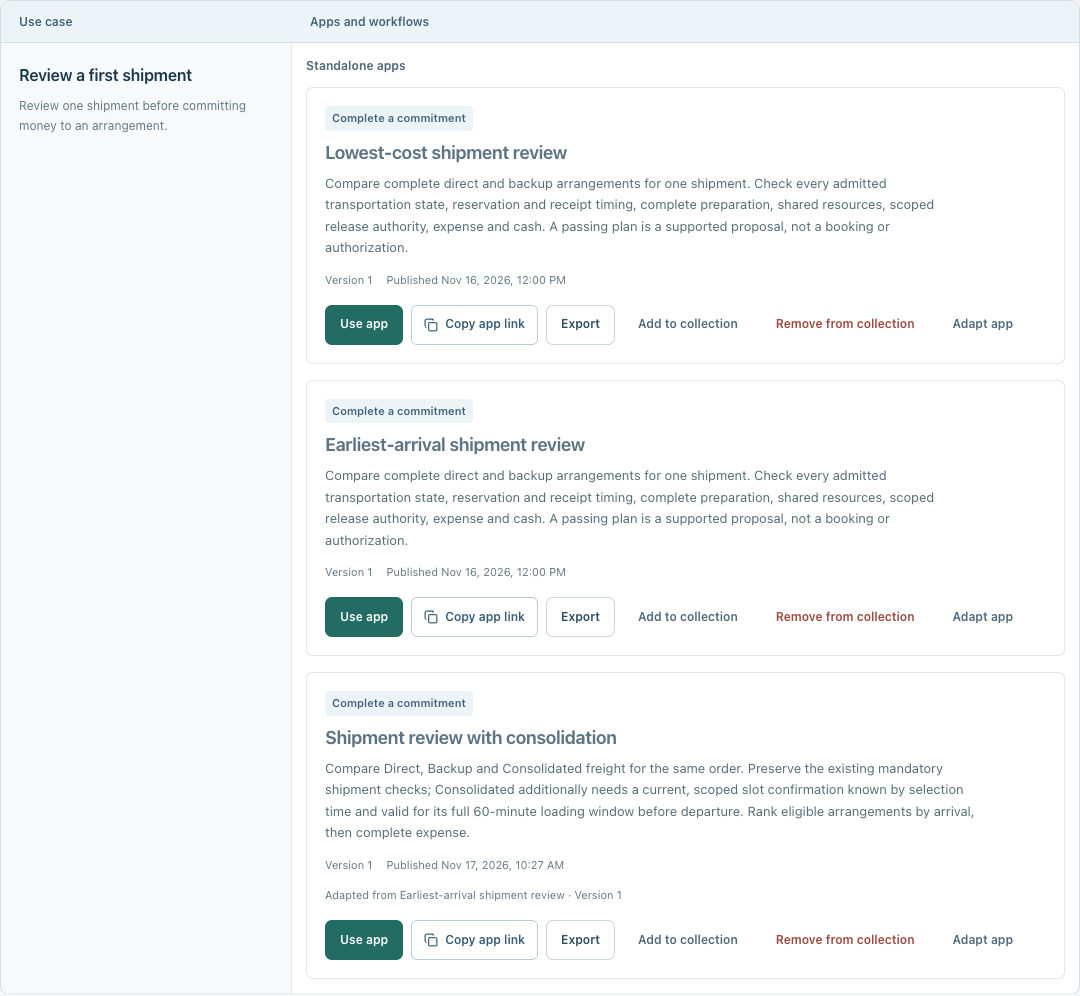 Use case
Apps and workflows
Review a first shipment
Review one shipment before committing
money to an arrangement.
Standalone apps
Complete a commitment
Lowest-cost shipment review
Compare complete direct and backup arrangements for one shipment. Check every admitted
transportation state, reservation and receipt timing, complete preparation, shared resources, scoped
release authority, expense and cash. A passing plan is a supported proposal, not a booking or
authorization.
Version 1 Published Nov 16, 2026, 12:00 PM
Use app Copy app link Export Add to collection Remove from collection Adapt app
Complete a commitment
Earliest-arrival shipment review
Compare complete direct and backup arrangements for one shipment. Check every admitted
transportation state, reservation and receipt timing, complete preparation, shared resources, scoped
release authority, expense and cash. A passing plan is a supported proposal, not a booking or
authorization.
Version 1 Published Nov 16, 2026, 12:00 PM
Use app Copy app link Export Add to collection Remove from collection Adapt app
Complete a commitment
Shipment review with consolidation
Compare Direct, Backup and Consolidated freight for the same order. Preserve the existing mandatory
shipment checks; Consolidated additionally needs a current, scoped slot confirmation known by selection
time and valid for its full 60-minute loading window before departure. Rank eligible arrangements by arrival,
then complete expense.
Version 1 Published Nov 17, 2026, 10:27 AM
Adapted from Earliest-arrival shipment review · Version 1
Use app Copy app link Export Add to collection Remove from collection Adapt app